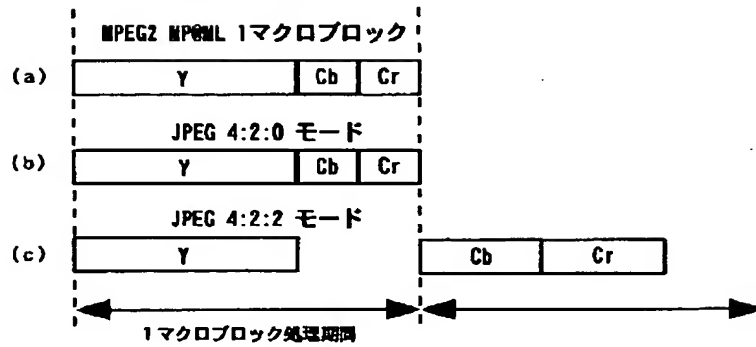 MPEG2 MP@ML 1マクロブロック
(a) Y Cb Cr
JPEG 4:2:0 モード
(b) Y Cb Cr
JPEG 4:2:2 モード
(c) Y Cb Cr
1マクロブロック処理期間